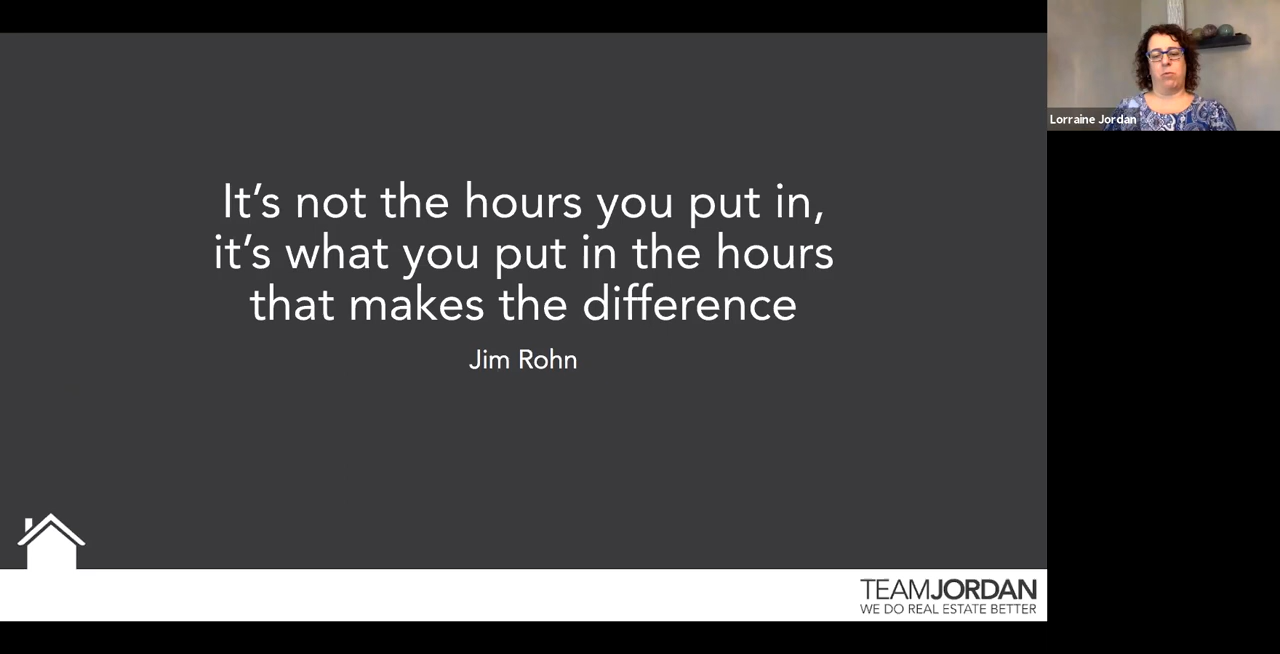 It’s not the hours you put in,
it’s what you put in the hours
that makes the difference
Jim Rohn
TEAMJORDAN
WE DO REAL ESTATE BETTER
Lorraine Jordan